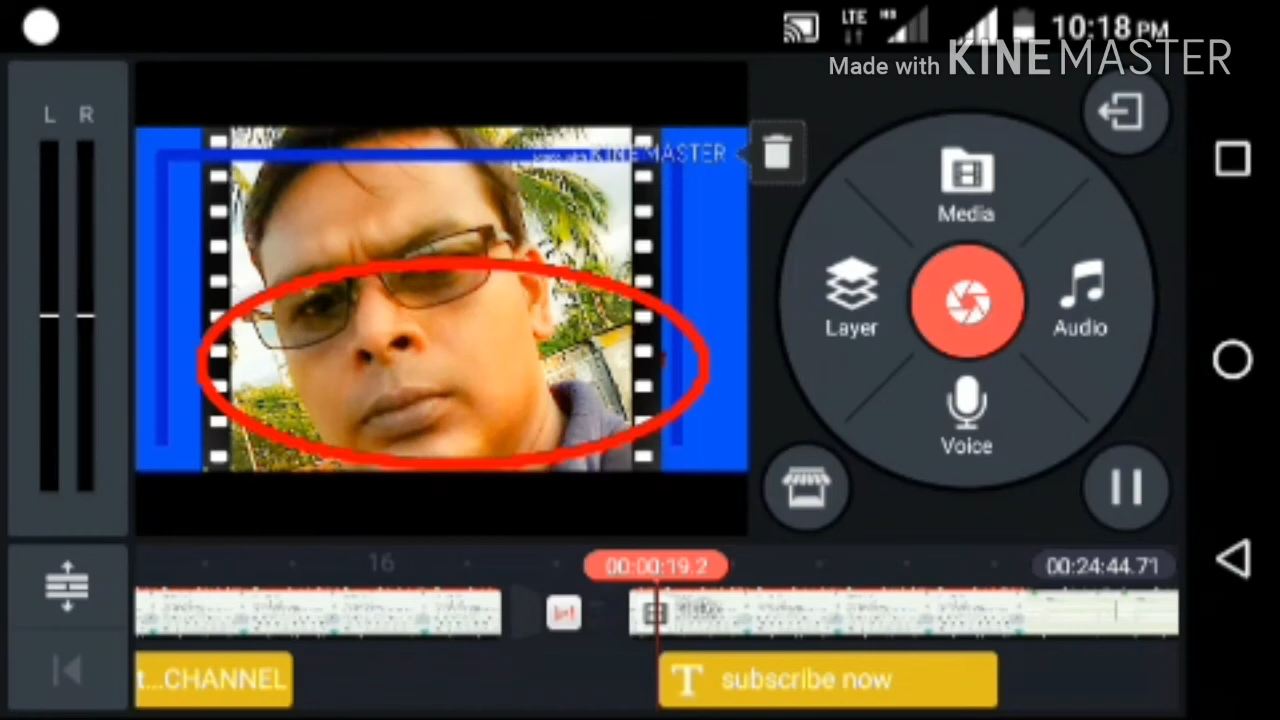 LTE
10:18 PM
Made with KINEMASTER
L R
KINEMASTER
Media
Layer
Audio
Voice
16
00:00:19.2
00:24:44.71
t...CHANNEL
T subscribe now